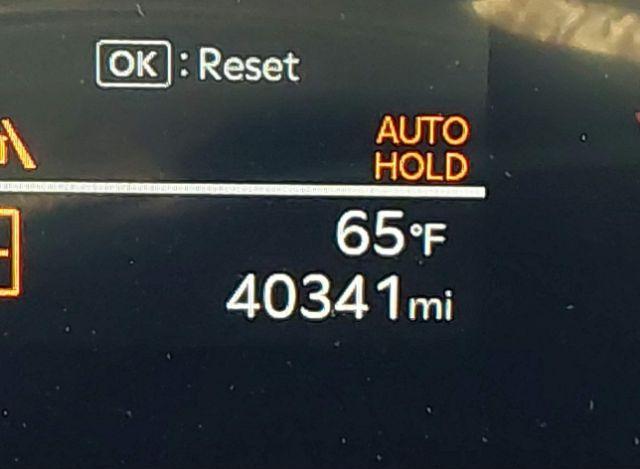 OK : Reset
AUTO
HOLD
65°F
40341mi